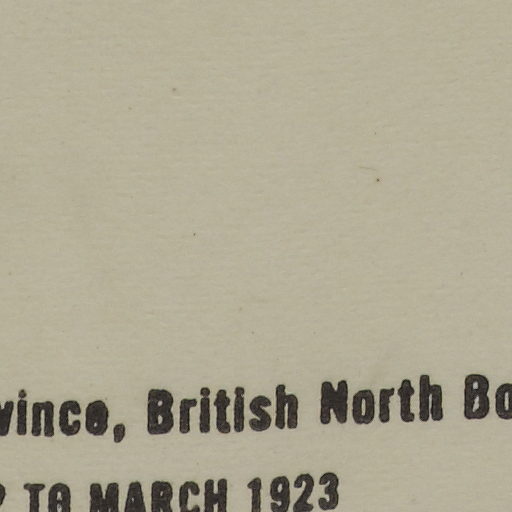 vince, British North Bo
TO MARCH 1923